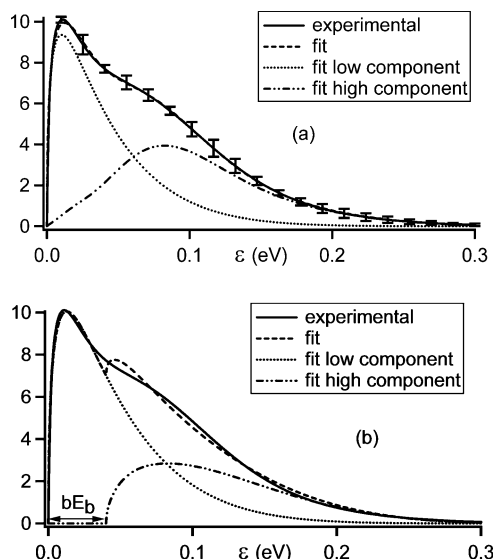 10
8
6
4
2
0
experimental
fit
fit low component
fit high component
(a)
0.0
0.1
0.2
0.3
ε (eV)
10
8
6
4
2
0
experimental
fit
fit low component
fit high component
(b)
bEb
0.0
0.1
0.2
0.3
ε (eV)